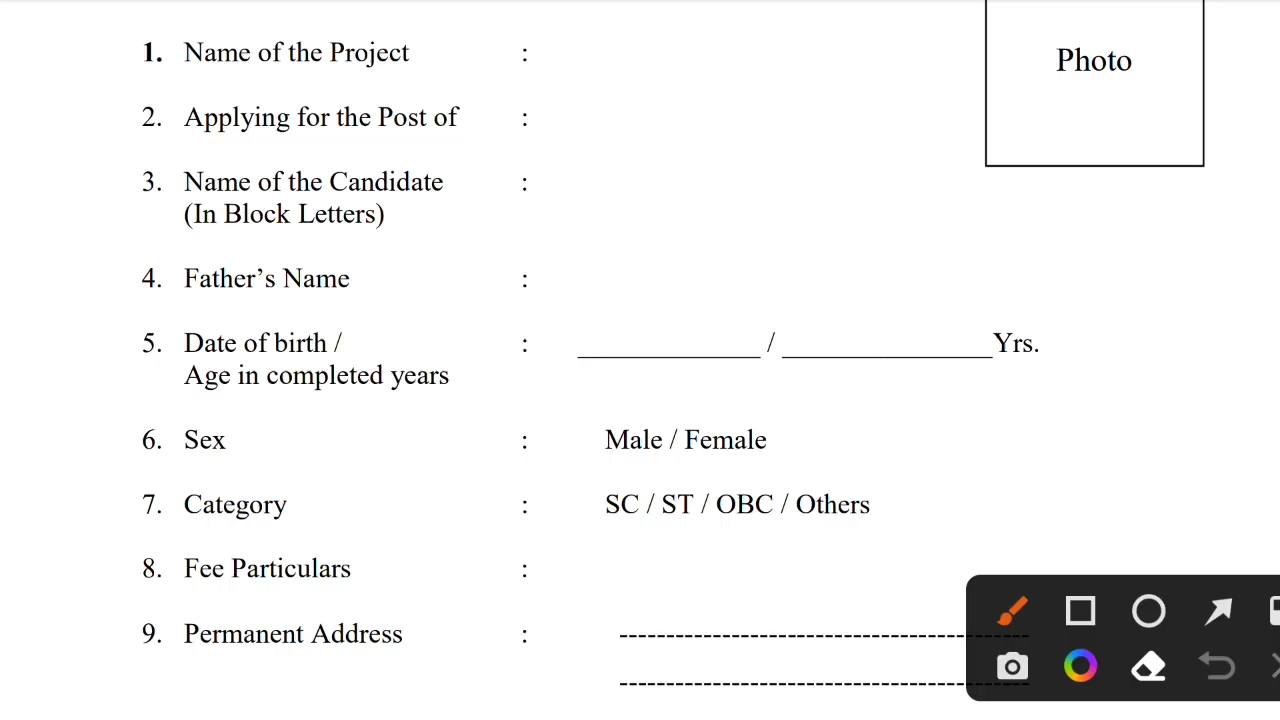 Photo
1. Name of the Project :
2. Applying for the Post of :
3. Name of the Candidate :
(In Block Letters)
4. Father’s Name :
5. Date of birth / : _____________ / _______________Yrs.
Age in completed years
6. Sex : Male / Female
7. Category : SC / ST / OBC / Others
8. Fee Particulars :
9. Permanent Address : -----------------------------------
-----------------------------------